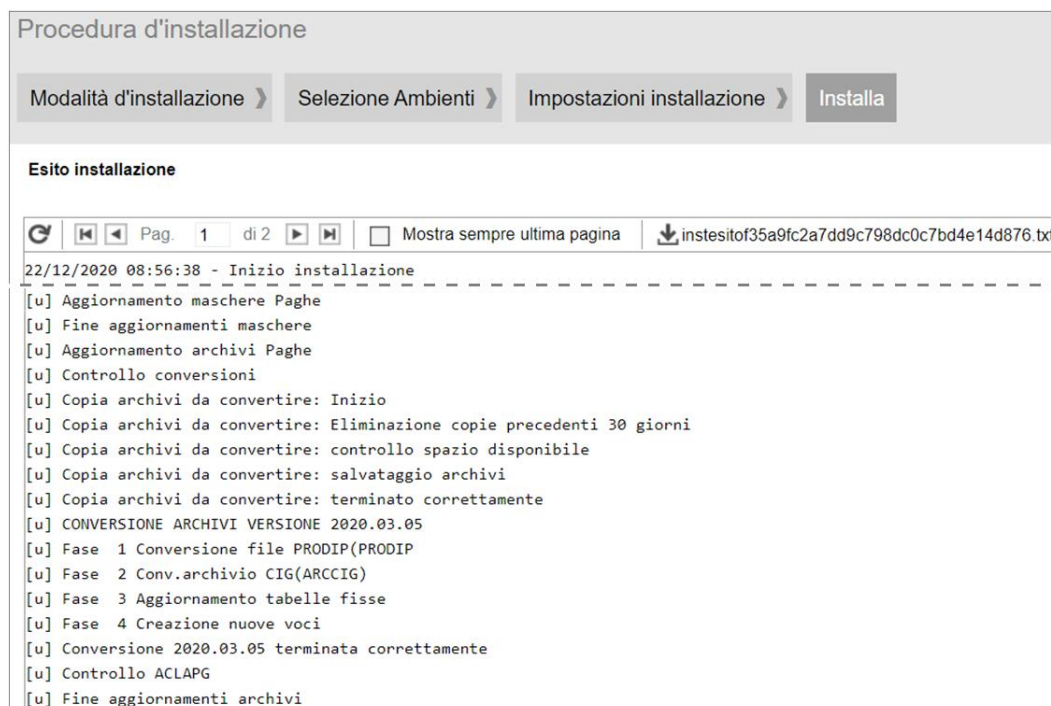 Procedura d'installazione
Modalità d'installazione ❫ Selezione Ambienti ❫ Impostazioni installazione ❫ Installa
Esito installazione
Pag. 1 di 2 Mostra sempre ultima pagina instesitof35a9fc2a7dd9c798dc0c7bd4e14d876.txt
22/12/2020 08:56:38 - Inizio installazione
[u] Aggiornamento maschere Paghe
[u] Fine aggiornamenti maschere
[u] Aggiornamento archivi Paghe
[u] Controllo conversioni
[u] Copia archivi da convertire: Inizio
[u] Copia archivi da convertire: Eliminazione copie precedenti 30 giorni
[u] Copia archivi da convertire: controllo spazio disponibile
[u] Copia archivi da convertire: salvataggio archivi
[u] Copia archivi da convertire: terminato correttamente
[u] CONVERSIONE ARCHIVI VERSIONE 2020.03.05
[u] Fase  1 Conversione file PRODIP(PRODIP
[u] Fase  2 Conv.archivio CIG(ARCCIG)
[u] Fase  3 Aggiornamento tabelle fisse
[u] Fase  4 Creazione nuove voci
[u] Conversione 2020.03.05 terminata correttamente
[u] Controllo ACLAPG
[u] Fine aggiornamenti archivi